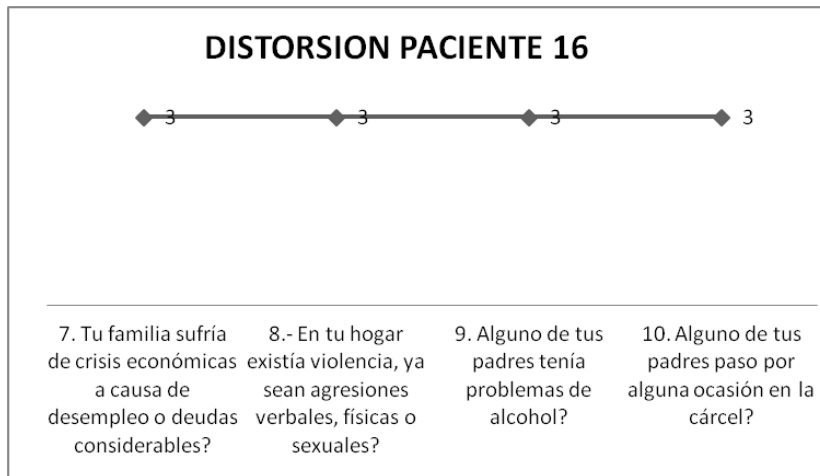 DISTORSION PACIENTE 16
3
3
3
3
7. Tu familia sufría
de crisis económicas
a causa de
desempleo o deudas
considerables?
8.- En tu hogar
existía violencia, ya
sean agresiones
verbales, físicas o
sexuales?
9. Alguno de tus
padres tenía
problemas de
alcohol?
10. Alguno de tus
padres paso por
alguna ocasión en la
cárcel?